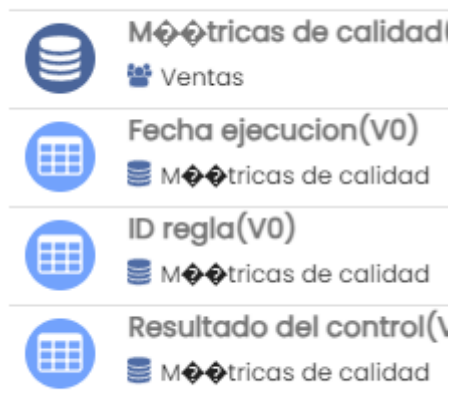 M��tricas de calidad(
Ventas
Fecha ejecucion(V0)
M��tricas de calidad
ID regla(V0)
M��tricas de calidad
Resultado del control(V
M��tricas de calidad